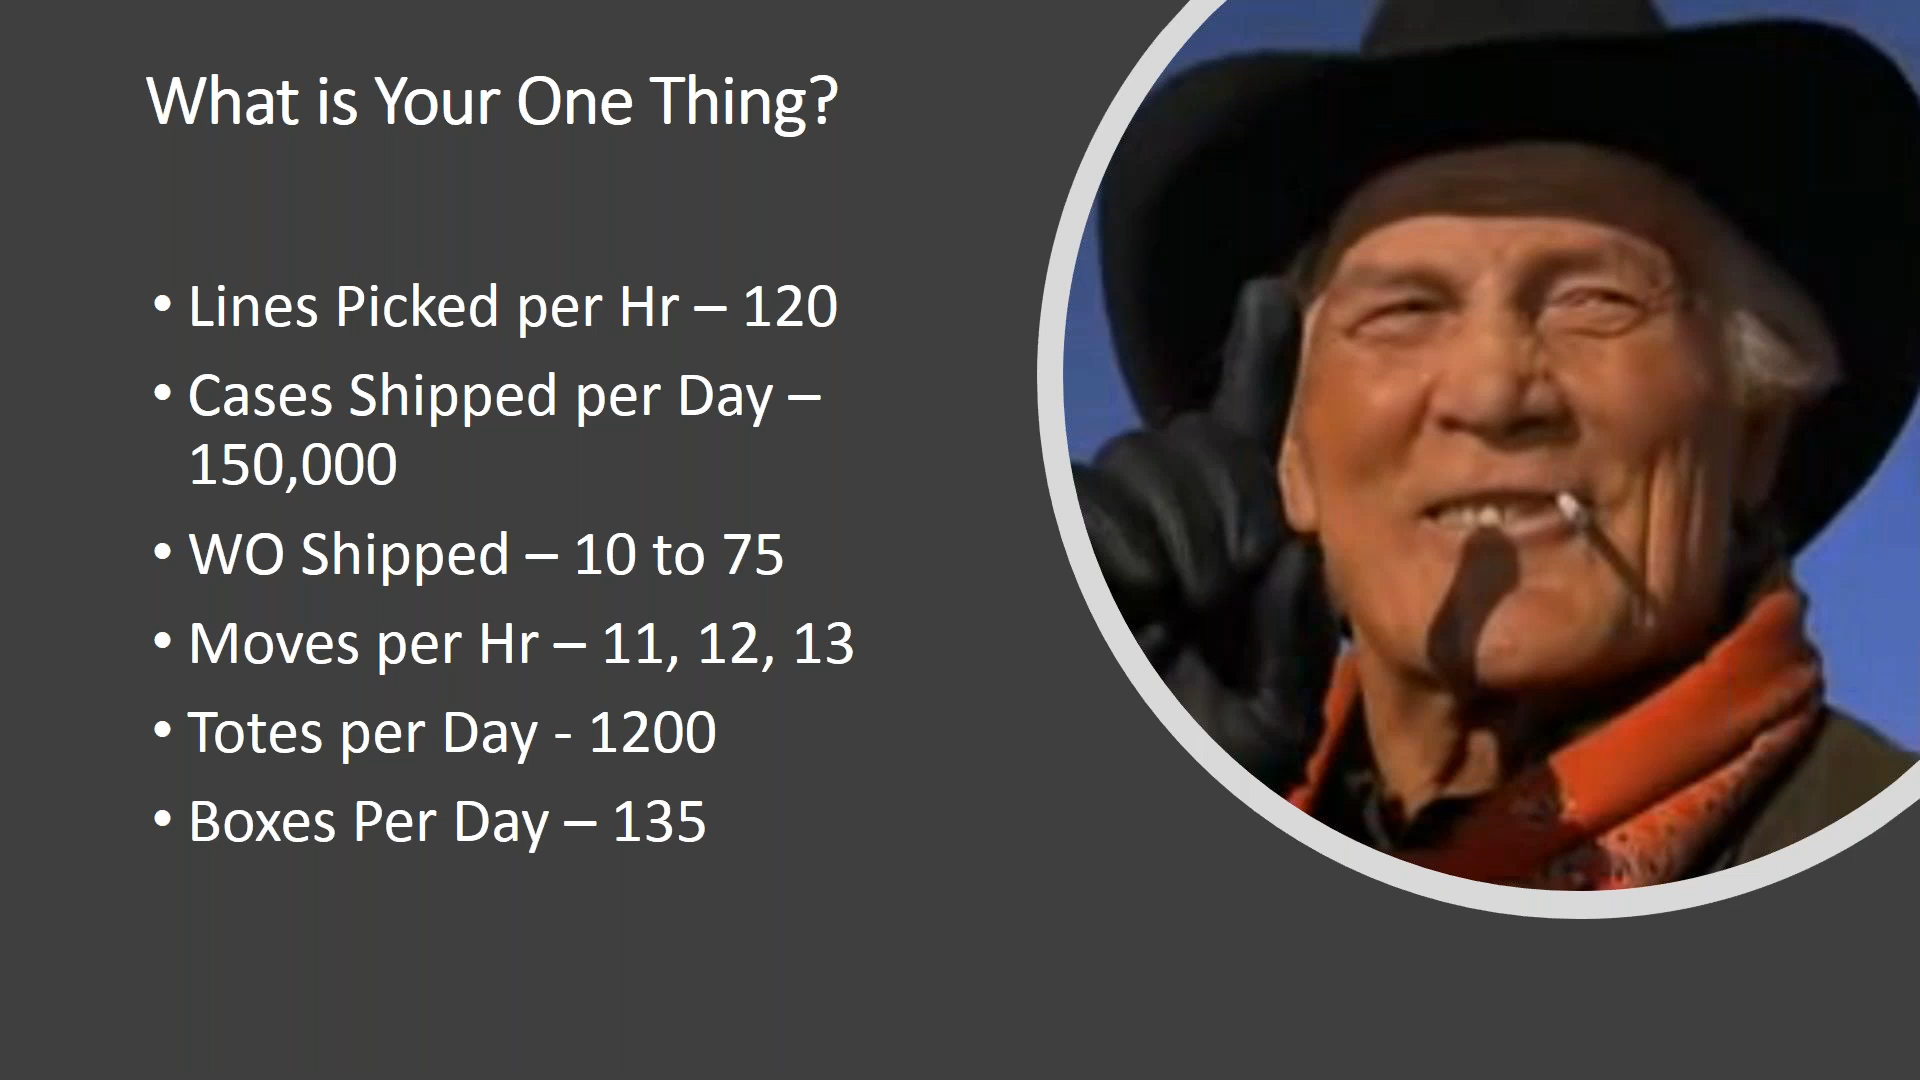 What is Your One Thing?
• Lines Picked per Hr – 120
• Cases Shipped per Day –
150,000
• WO Shipped – 10 to 75
• Moves per Hr – 11, 12, 13
• Totes per Day - 1200
• Boxes Per Day – 135